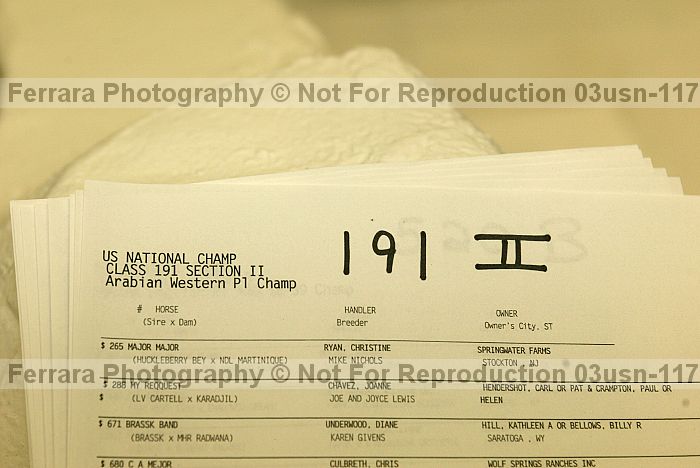 Ferrara Photography © Not For Reproduction 03usn-117
191 II
US NATIONAL CHAMP
CLASS 191 SECTION II
Arabian Western Pl Champ
# HORSE HANDLER OWNER
(Sire x Dam) Breeder Owner's City, ST
$ 265 MAJOR MAJOR RYAN, CHRISTINE SPRINGWATER FARMS
(HUCKLEBERRY BEY x NDL MARTINIQUE) MIKE NICHOLS STOCKTON , NJ
Ferrara Photography © Not For Reproduction 03usn-117
$ 288 MY REQQUEST CHAVEZ, JOANNE HENDERSHOT, CARL OR PAT & CRAMPTON, PAUL OR
$ (LV CARTELL x KARADJIL) JOE AND JOYCE LEWIS HELEN
$ 671 BRASSK BAND UNDERWOOD, DIANE HILL, KATHLEEN A OR BELLOWS, BILLY R
(BRASSK x MHR RADWANA) KAREN GIVENS SARATOGA , WY
$ 680 C A MEJOR CULBRETH, CHRIS WOLF SPRINGS RANCHES INC